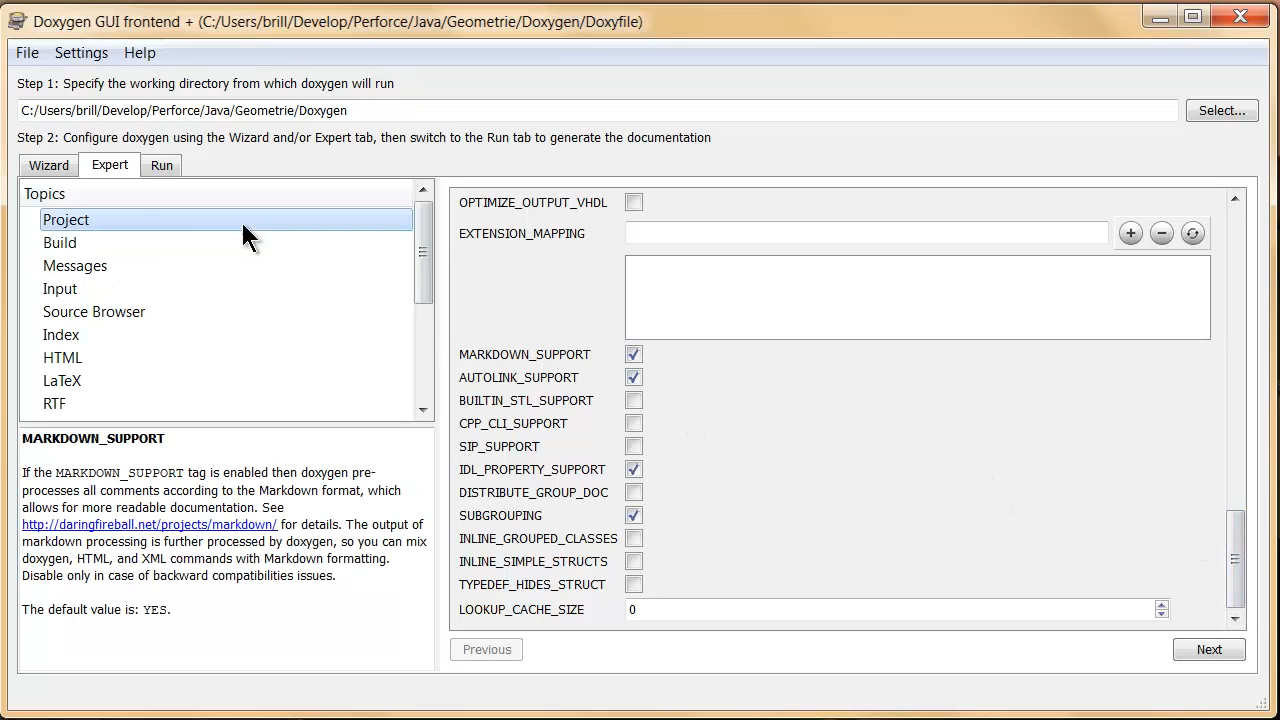 Doxygen GUI frontend + (C:/Users/brill/Develop/Perforce/Java/Geometrie/Doxygen/Doxyfile)
File Settings Help
Step 1: Specify the working directory from which doxygen will run
C:/Users/brill/Develop/Perforce/Java/Geometrie/Doxygen
Select...
Step 2: Configure doxygen using the Wizard and/or Expert tab, then switch to the Run tab to generate the documentation
Wizard Expert Run
Topics
Project
Build
Messages
Input
Source Browser
Index
HTML
LaTeX
RTF
MARKDOWN_SUPPORT
If the MARKDOWN_SUPPORT tag is enabled then doxygen pre-
processes all comments according to the Markdown format, which
allows for more readable documentation. See
http://daringfireball.net/projects/markdown/ for details. The output of
markdown processing is further processed by doxygen, so you can mix
doxygen, HTML, and XML commands with Markdown formatting.
Disable only in case of backward compatibilities issues.
The default value is: YES.
OPTIMIZE_OUTPUT_VHDL
EXTENSION_MAPPING
MARKDOWN_SUPPORT
AUTOLINK_SUPPORT
BUILTIN_STL_SUPPORT
CPP_CLI_SUPPORT
SIP_SUPPORT
IDL_PROPERTY_SUPPORT
DISTRIBUTE_GROUP_DOC
SUBGROUPING
INLINE_GROUPED_CLASSES
INLINE_SIMPLE_STRUCTS
TYPEDEF_HIDES_STRUCT
LOOKUP_CACHE_SIZE 0
Previous
Next